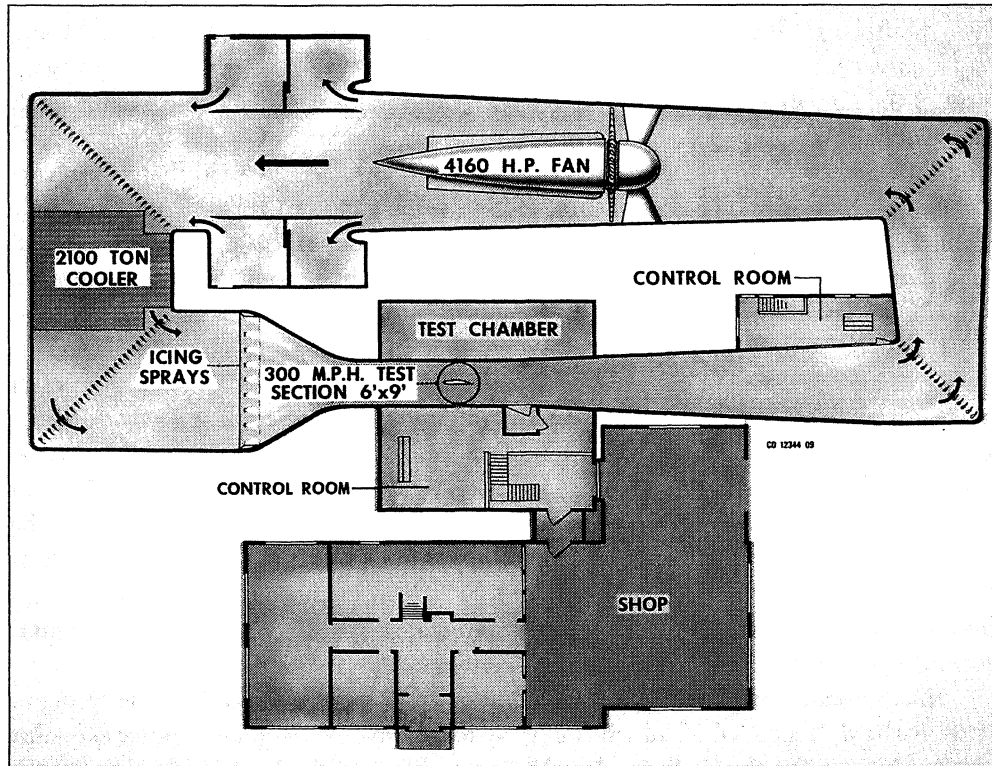 4160 H.P. FAN
2100 TON
COOLER
CONTROL ROOM
TEST CHAMBER
ICING
SPRAYS
300 M.P.H. TEST
SECTION 6'x9'
CD 12344 09
CONTROL ROOM
SHOP